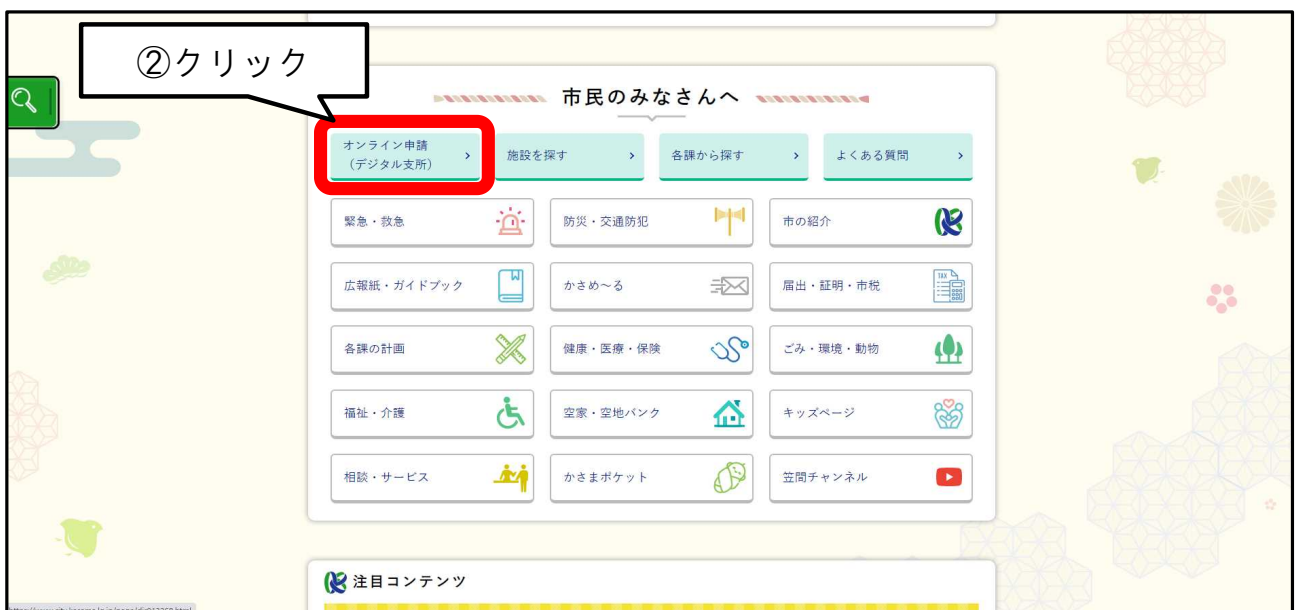 ②クリック
市民のみなさんへ
オンライン申請
(デジタル支所)
施設を探す
各課から探す
よくある質問
緊急・救急
防災・交通防犯
市の紹介
広報紙・ガイドブック
かさめ～る
届出・証明・市税
TAX
各課の計画
健康・医療・保険
ごみ・環境・動物
福祉・介護
空家・空地バンク
キッズページ
相談・サービス
かさまポケット
笠間チャンネル
注目コンテンツ